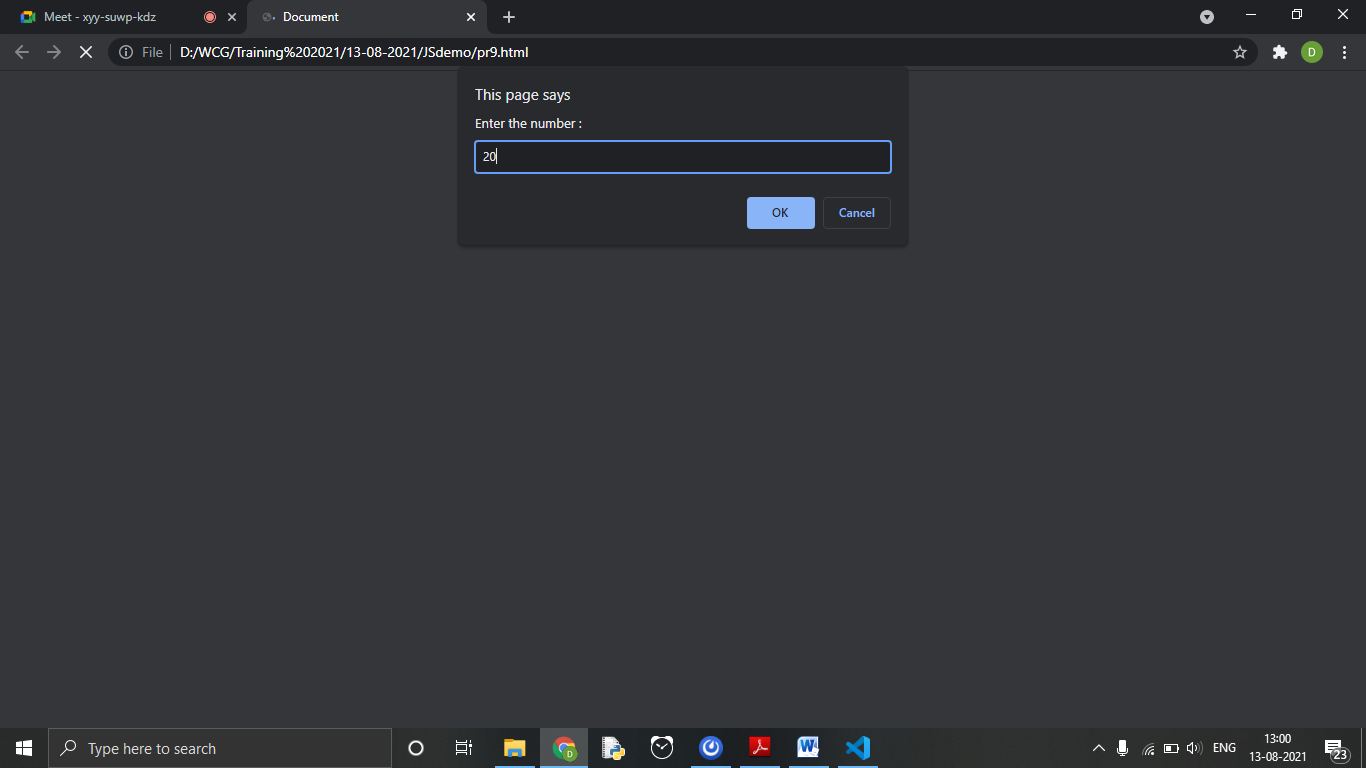 Meet - xyy-suwp-kdz
Document
File
D:/WCG/Training%202021/13-08-2021/JSdemo/pr9.html
D
This page says
Enter the number :
20
OK
Cancel
Type here to search
D
W
ENG
13:00
13-08-2021
23